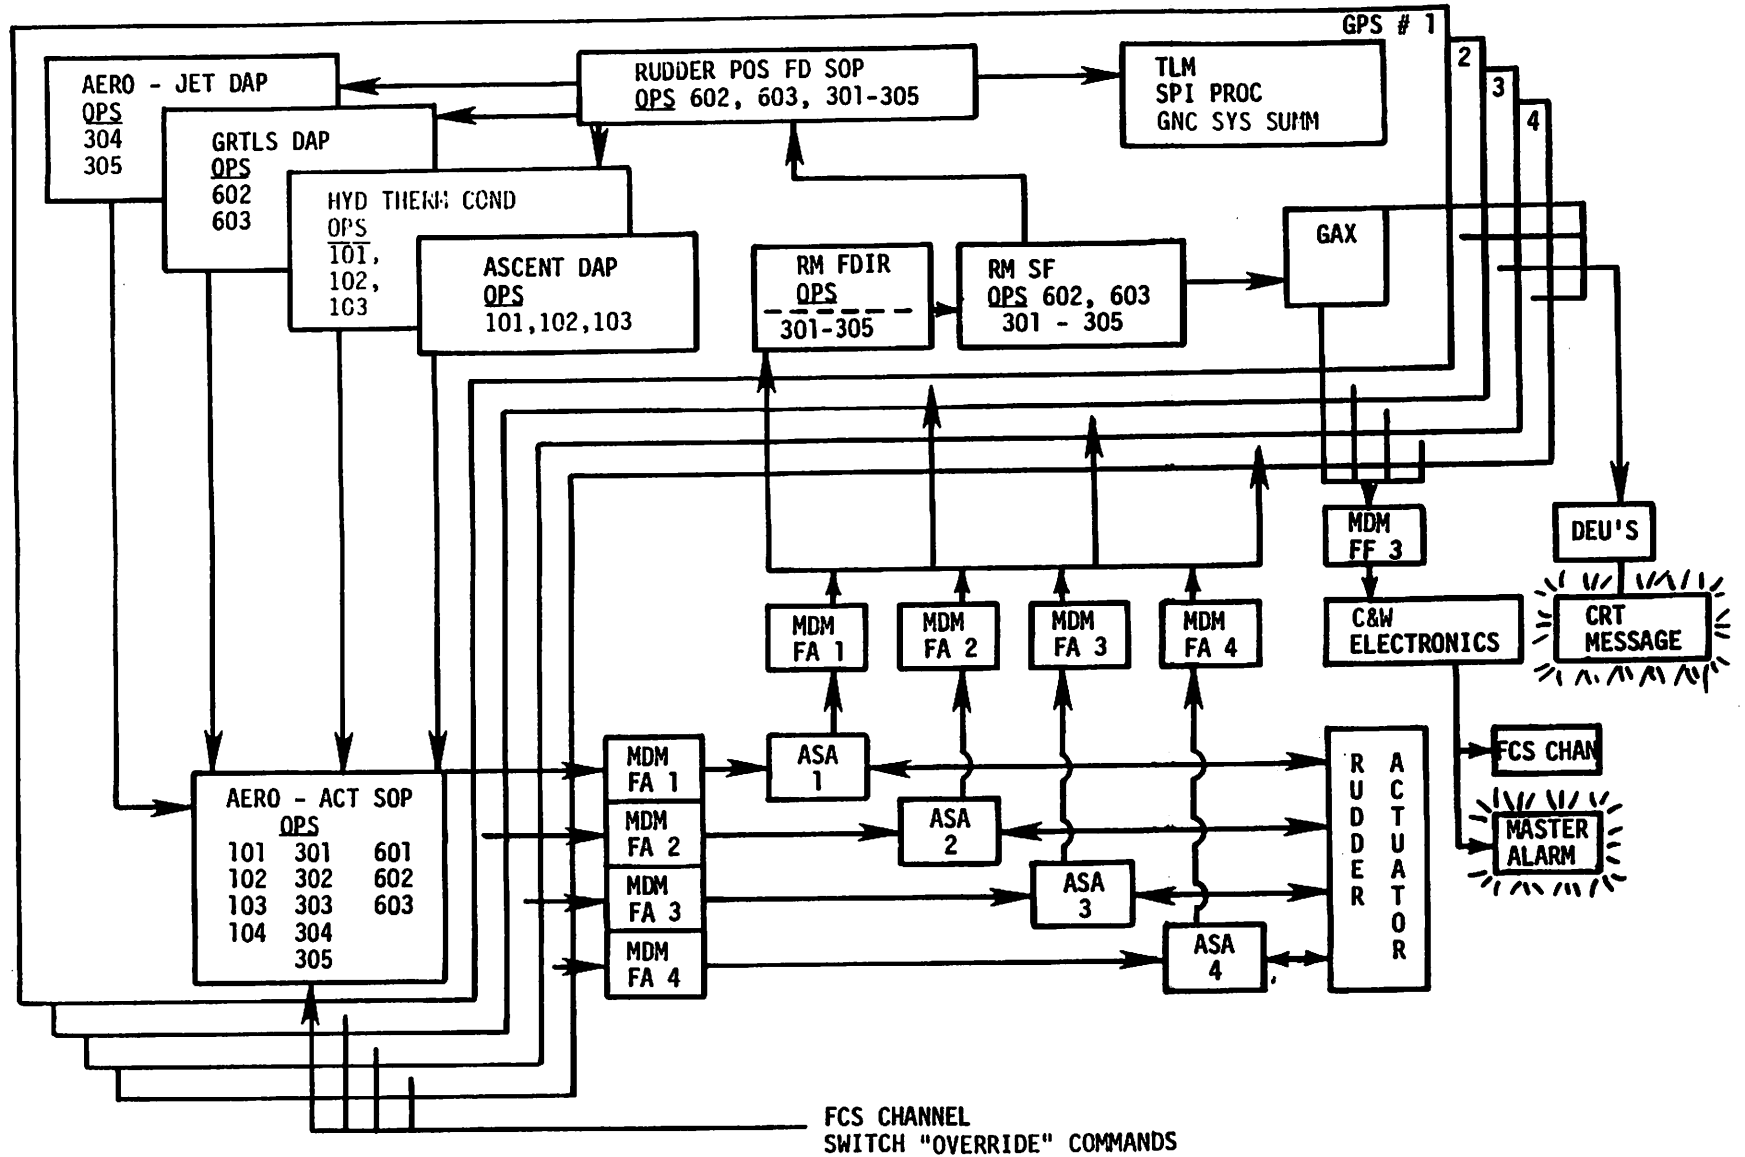 GPS # 1
2
3
4
AERO - JET DAP
OPS
304
305
GRTLS DAP
OPS
602
603
HYD THERM COND
OPS
101,
102,
103
ASCENT DAP
OPS
101,102,103
RUDDER POS FD SOP
OPS 602, 603, 301-305
TLM
SPI PROC
GNC SYS SUMM
RM FDIR
OPS
301-305
RM SF
OPS 602, 603
301 - 305
GAX
MDM
FF 3
DEU'S
C&W
ELECTRONICS
CRT
MESSAGE
FCS CHAN
MASTER
ALARM
MDM
FA 1
MDM
FA 2
MDM
FA 3
MDM
FA 4
AERO - ACT SOP
OPS
101 301 601
102 302 602
103 303 603
104 304
305
MDM
FA 1
MDM
FA 2
MDM
FA 3
MDM
FA 4
ASA
1
ASA
2
ASA
3
ASA
4
RUDDER
ACTUATOR
FCS CHANNEL
SWITCH "OVERRIDE" COMMANDS